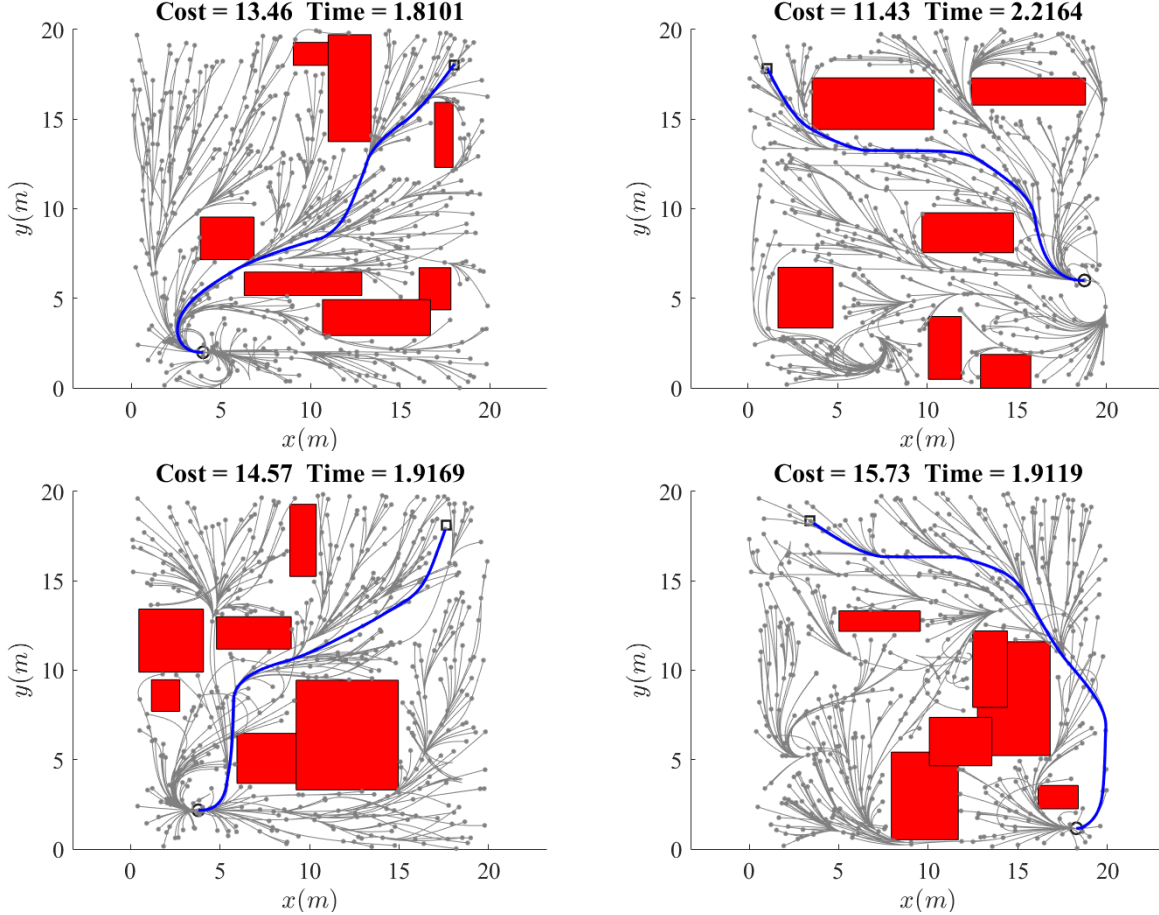 Cost = 13.46 Time = 1.8101
20
15
10
5
0
y(m)
0 5 10 15 20
x(m)
Cost = 11.43 Time = 2.2164
20
15
10
5
0
y(m)
0 5 10 15 20
x(m)
Cost = 14.57 Time = 1.9169
20
15
10
5
0
y(m)
0 5 10 15 20
x(m)
Cost = 15.73 Time = 1.9119
20
15
10
5
0
y(m)
0 5 10 15 20
x(m)